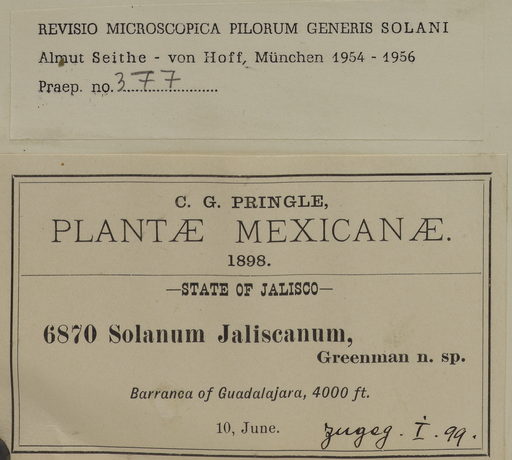 REVISIO MICROSCOPICA PILORUM GENERIS SOLANI
Almut Seithe - von Hoff, München 1954 - 1956
Praep. no. 377
C. G. PRINGLE,
PLANTÆ MEXICANÆ.
1898.
—STATE OF JALISCO—
6870 Solanum Jaliscanum,
Greenman n. sp.
Barranca of Guadalajara, 4000 ft.
10, June. zugeg. I. 99.